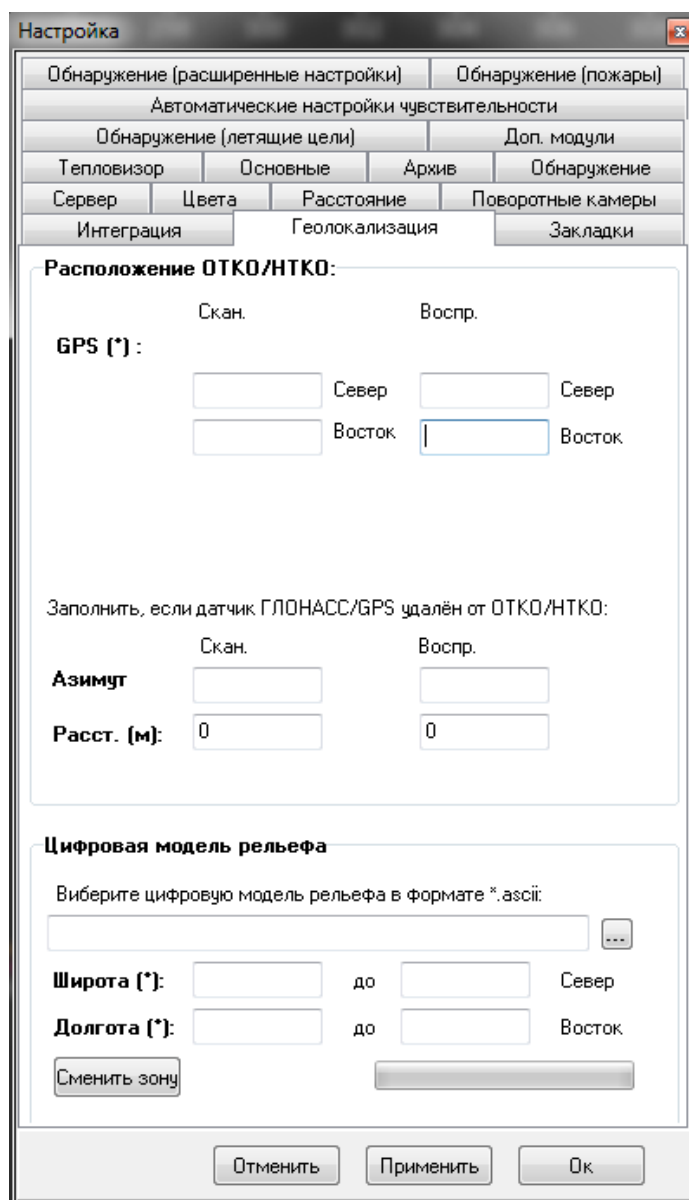 Настройка
Обнаружение (расширенные настройки) Обнаружение (пожары)
Автоматические настройки чувствительности
Обнаружение (летящие цели) Доп. модули
Тепловизор Основные Архив Обнаружение
Сервер Цвета Расстояние Поворотные камеры
Интеграция Геолокализация Закладки
Расположение ОТКО/НТКО:
Скан. Воспр.
GPS (*) :
Север Север
Восток Восток
Заполнить, если датчик ГЛОНАСС/GPS удалён от ОТКО/НТКО:
Скан. Воспр.
Азимут
Расст. (м): 0 0
Цифровая модель рельефа
Виберите цифровую модель рельефа в формате *.ascii:
...
Широта (*): до Север
Долгота (*): до Восток
Сменить зону
Отменить Применить Ок